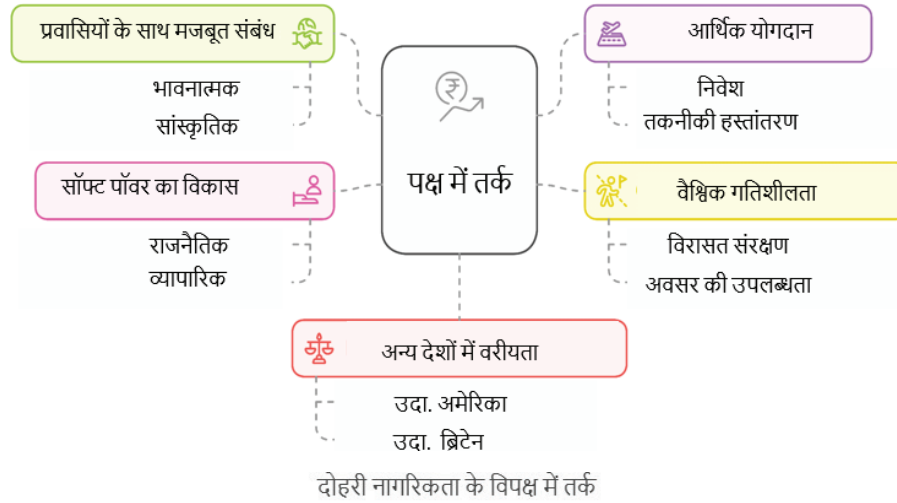 प्रवासियों के साथ मजबूत संबंध
भावनात्मक
सांस्कृतिक
आर्थिक योगदान
निवेश
तकनीकी हस्तांतरण
पक्ष में तर्क
सॉफ्ट पॉवर का विकास
राजनैतिक
व्यापारिक
वैश्विक गतिशीलता
विरासत संरक्षण
अवसर की उपलब्धता
अन्य देशों में वरीयता
उदा. अमेरिका
उदा. ब्रिटेन
दोहरी नागरिकता के विपक्ष में तर्क